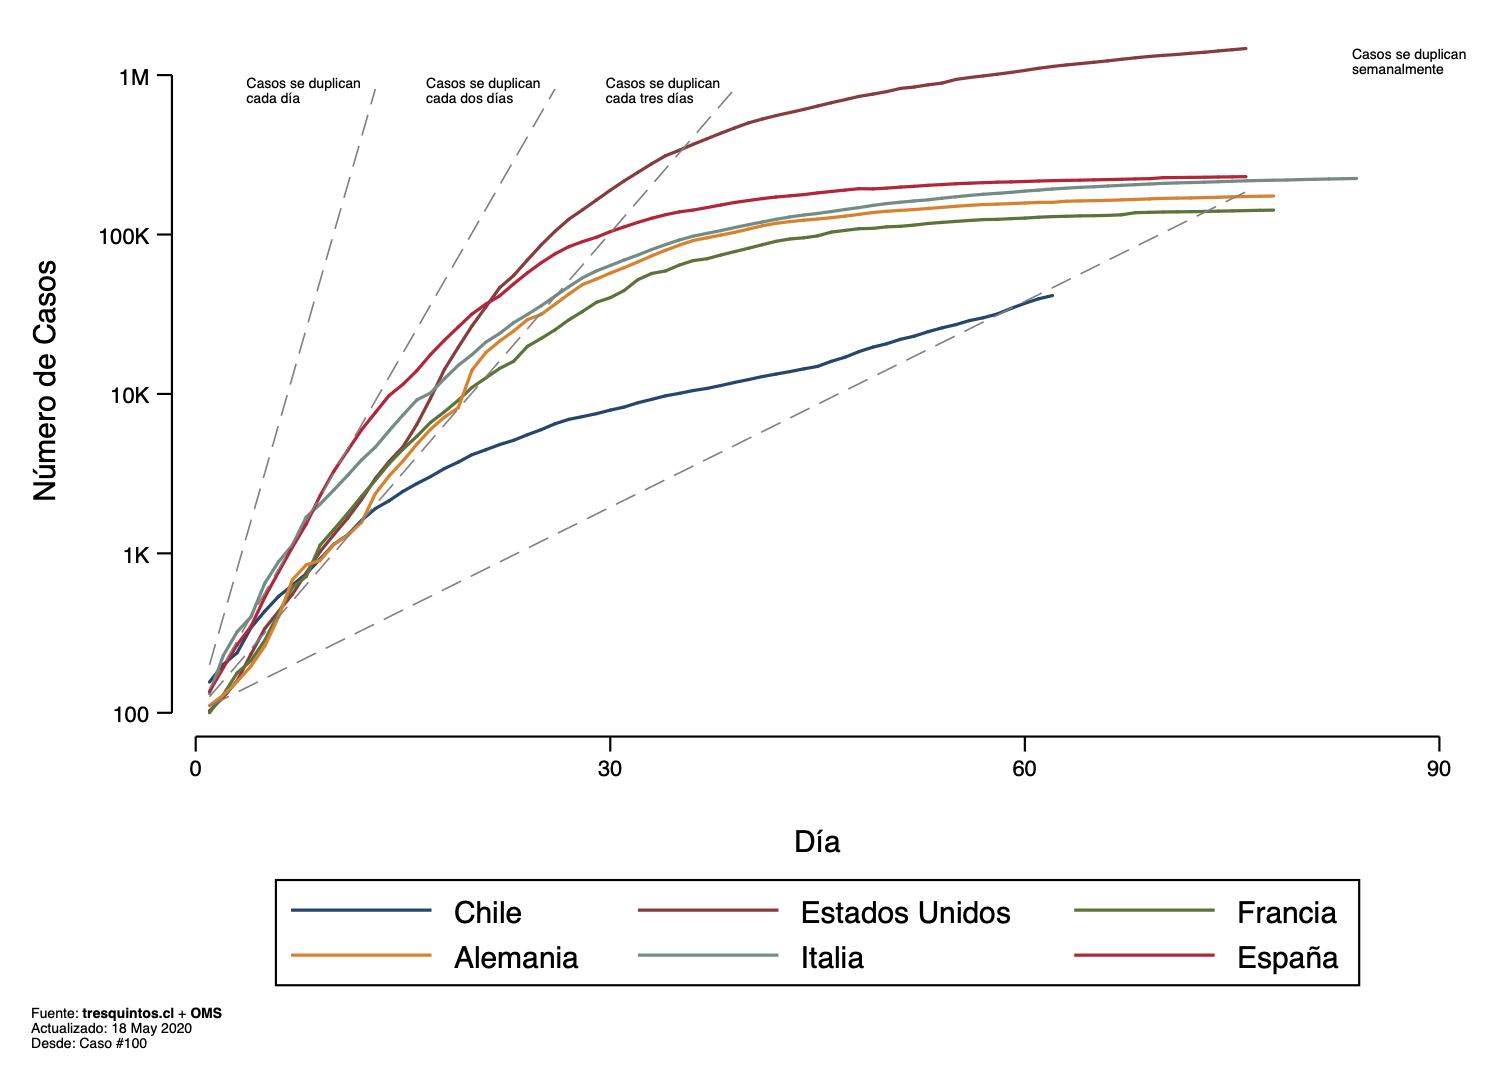 Casos se duplican
cada día
Casos se duplican
cada dos días
Casos se duplican
cada tres días
Casos se duplican
semanalmente
Número de Casos
1M
100K
10K
1K
100
0
30
60
90
Día
Chile
Estados Unidos
Francia
Alemania
Italia
España
Fuente: tresquintos.cl + OMS
Actualizado: 18 May 2020
Desde: Caso #100